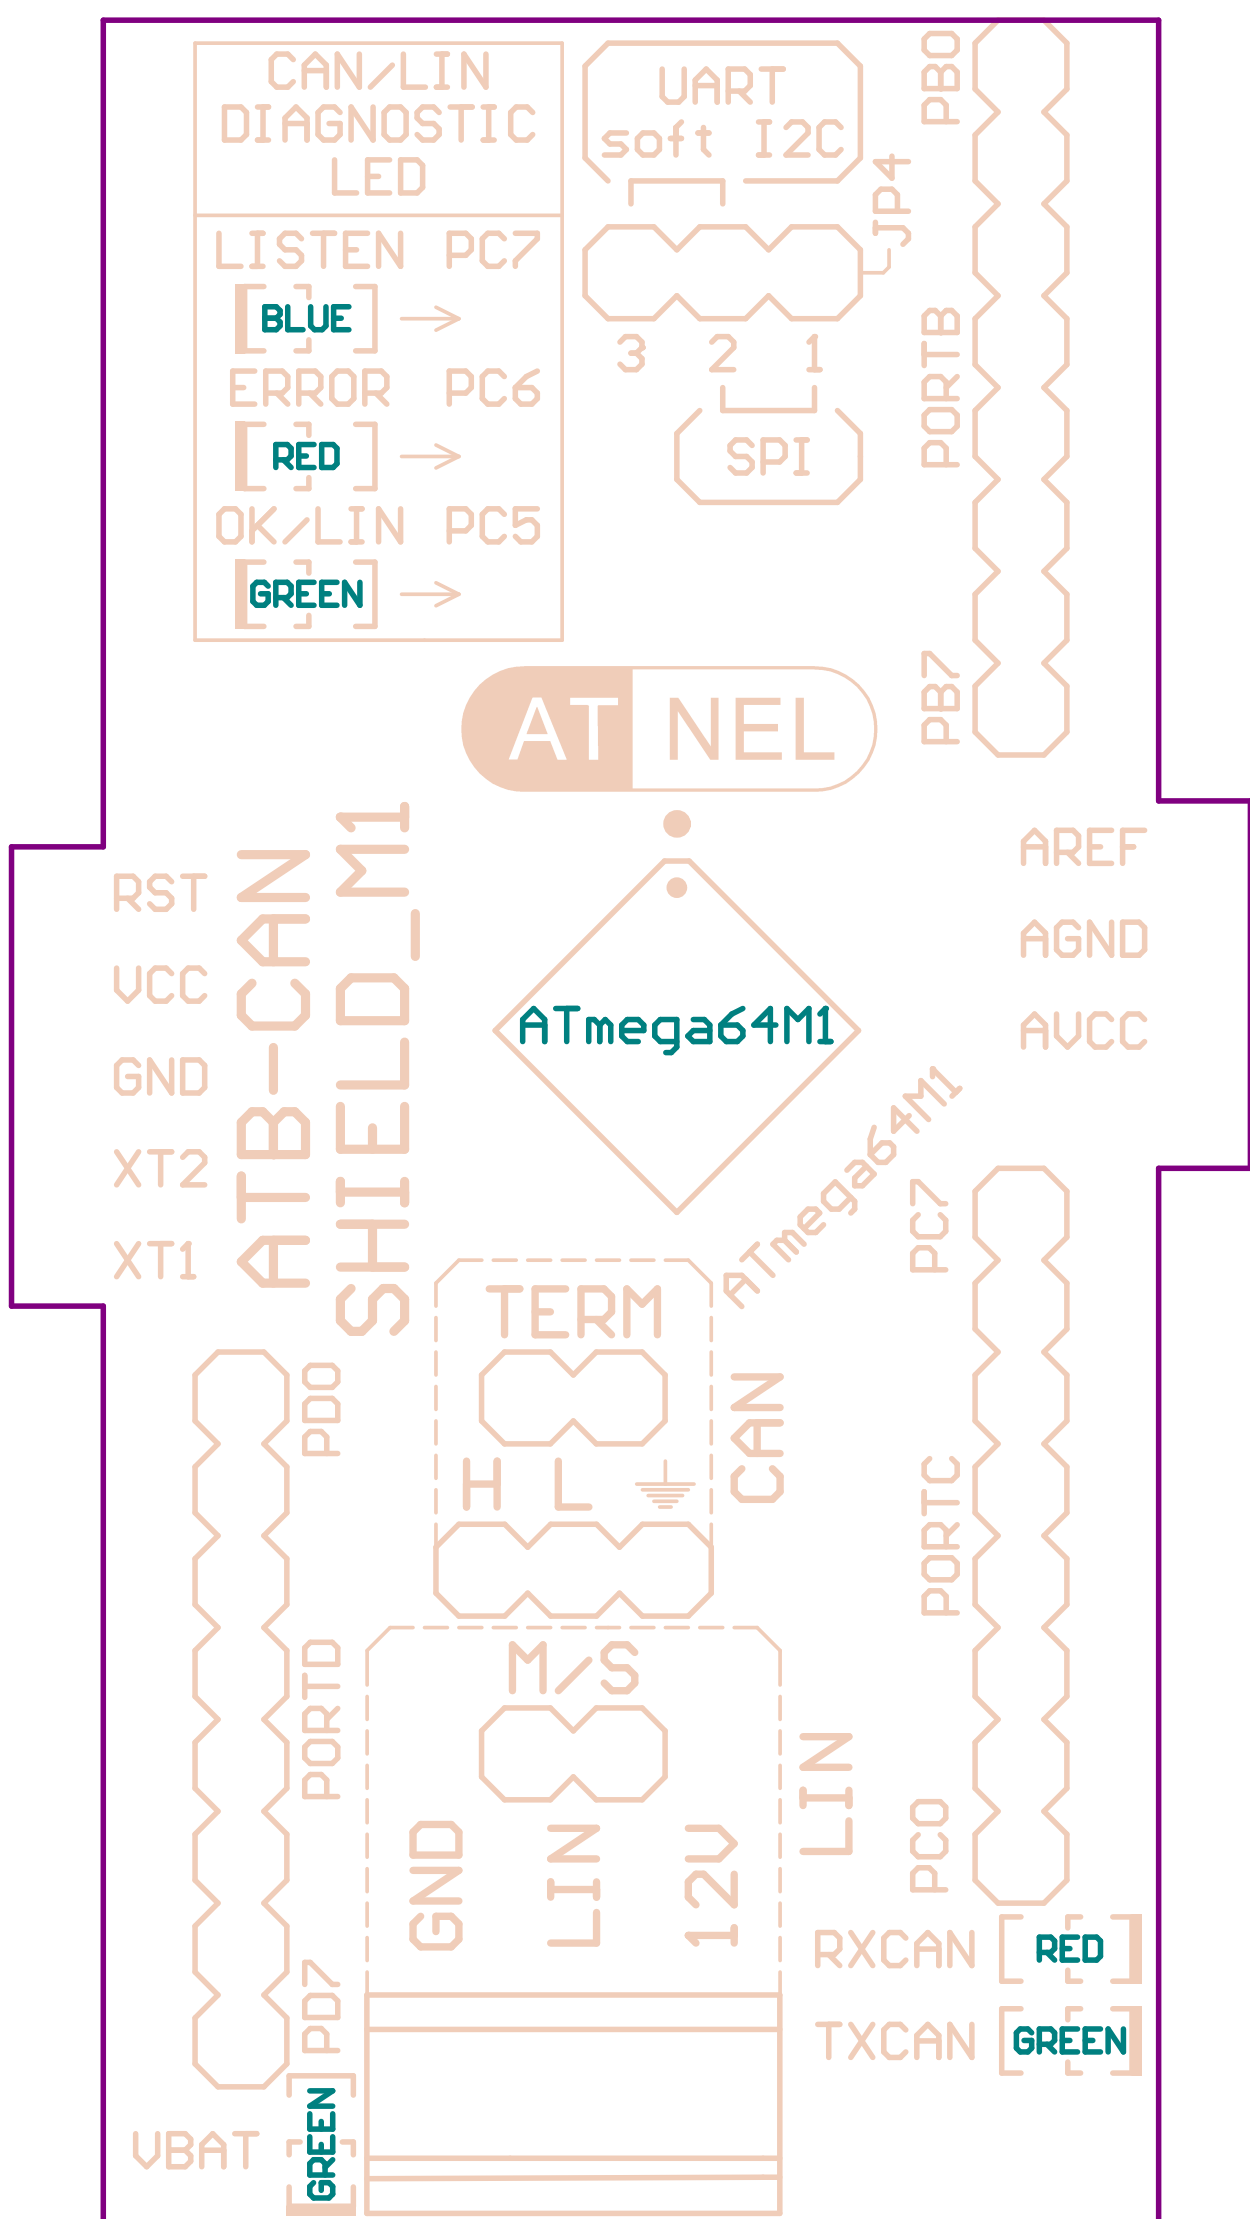 CAN/LIN
DIAGNOSTIC
LED
LISTEN PC7
BLUE
ERROR PC6
RED
OK/LIN PC5
GREEN
UART
soft I2C
JP4
3 2 1
SPI
PB0
PORTB
PB7
AT NEL
RST
VCC
GND
XT2
XT1
ATB-CAN
SHIELD_M1
ATmega64M1
ATmega64M1
AREF
AGND
AVCC
TERM
H L
CAN
M/S
LIN
GND
LIN
12V
PD0
PORTD
PD7
PC7
PORTC
PC0
RXCAN RED
TXCAN GREEN
VBAT GREEN